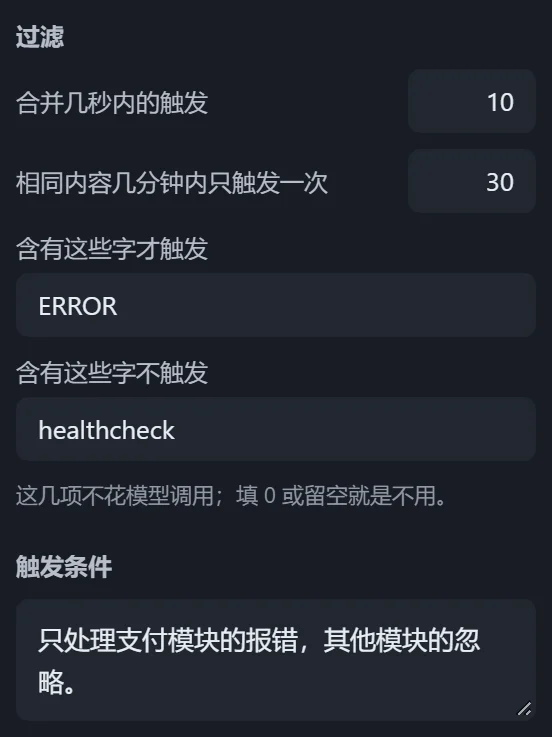 过滤
合并几秒内的触发
10
相同内容几分钟内只触发一次
30
含有这些字才触发
ERROR
含有这些字不触发
healthcheck
这几项不花模型调用；填 0 或留空就是不用。
触发条件
只处理支付模块的报错，其他模块的忽
略。